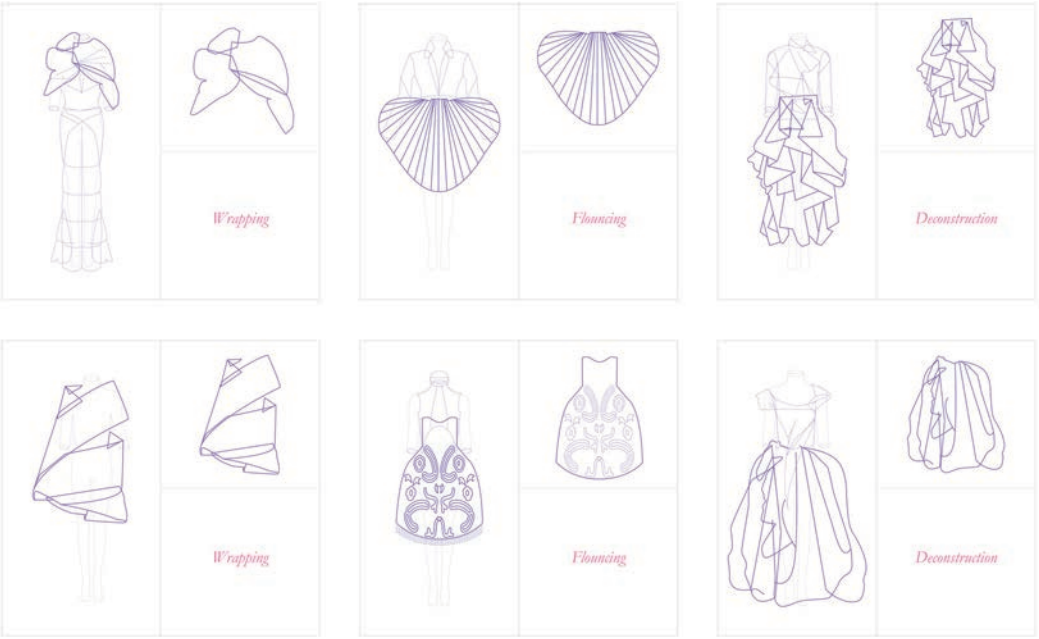 Wrapping
Flouncing
Deconstruction
Wrapping
Flouncing
Deconstruction